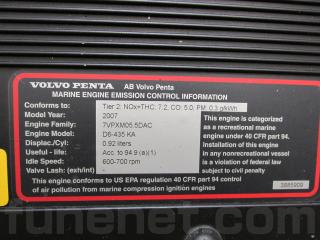 VOLVO PENTA AB Volvo Penta
MARINE ENGINE EMISSION CONTROL INFORMATION
Conforms to: Tier 2: NOx+THC: 7.2, CO: 5.0, PM: 0.3 g/kWh
Model Year: 2007
Engine Family: 7VPXM05.5DAC
Engine Model: D6-435 KA
Displac./Cyl: 0.92 liters
Useful - Life: Acc. to 94.9 (a)(1)
Idle Speed: 600-700 rpm
Valve Lash: (exh/int) -
This engine is categorized
as a recreational marine
engine under 40 CFR part 94.
Installation of this engine
in any nonrecreational vessel
is a violation of federal law
subject to civil penalty
3885909
This engine conforms to US EPA regulation 40 CFR part 94 control
of air pollution from marine compression ignition engines
runenet.com